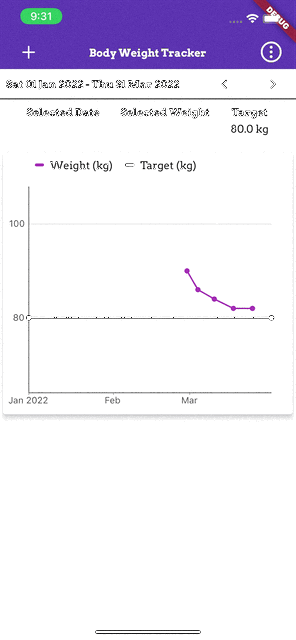 9:31
DEBUG
Body Weight Tracker
Sat 01 Jan 2022 - Thu 31 Mar 2022
Selected Date Selected Weight Target
80.0 kg
Weight (kg) Target (kg)
100
80
Jan 2022 Feb Mar